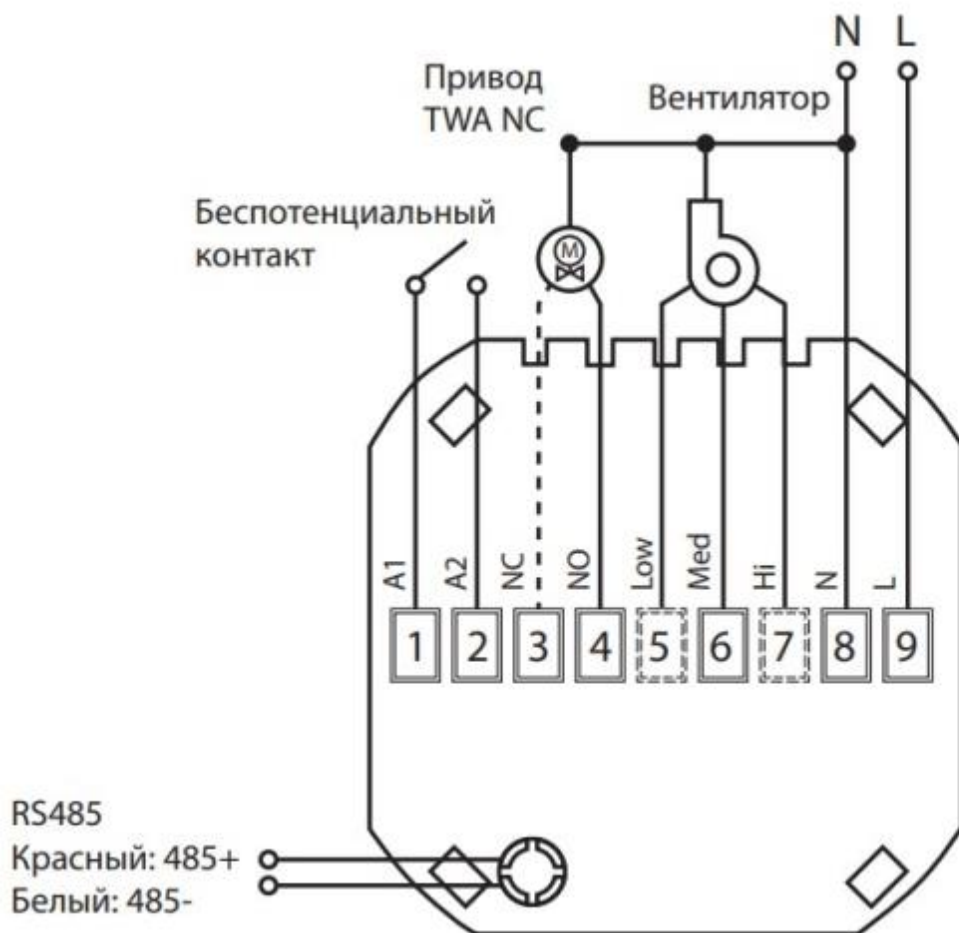 N L
Привод
TWA NC
Вентилятор
Беспотенциальный
контакт
M
A1 A2 NC NO Low Med Hi N L
1 2 3 4 5 6 7 8 9
RS485
Красный: 485+
Белый: 485-